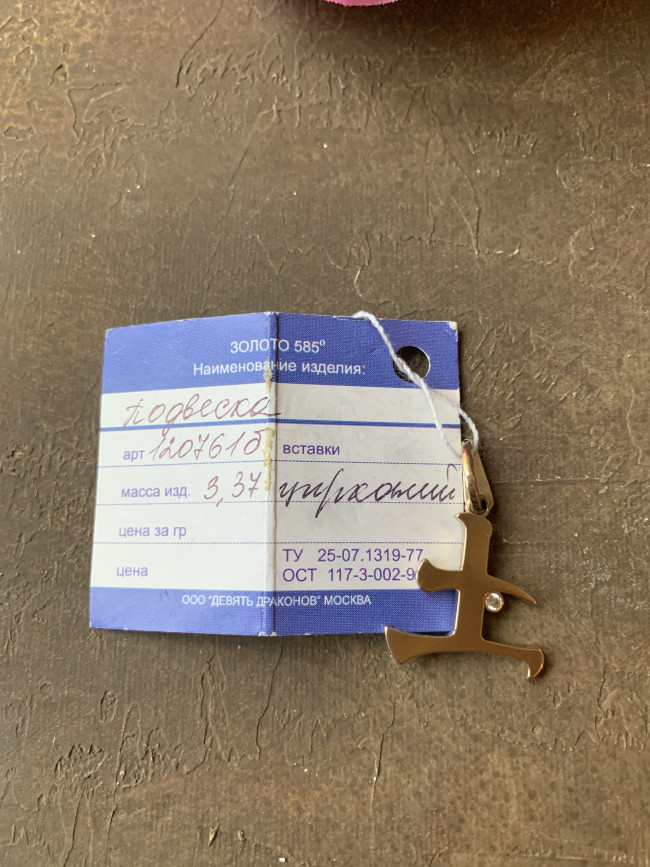 ЗОЛОТО 585°
Наименование изделия:
Подвеска
арт 120761б вставки
масса изд. 3,37 цирконий
цена за гр
ТУ 25-07.1319-77
цена ОСТ 117-3-002-9
ООО "ДЕВЯТЬ ДРАКОНОВ" МОСКВА